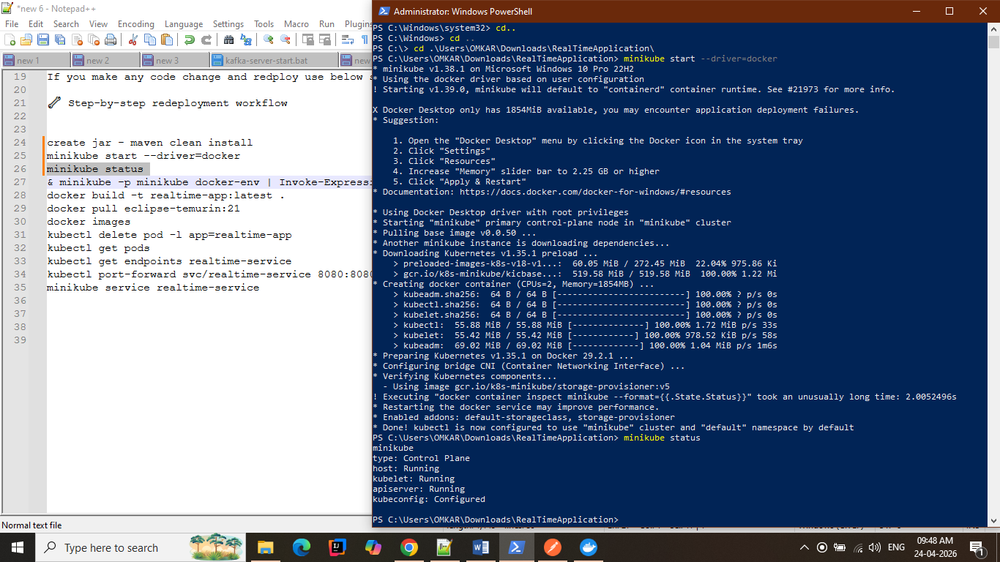 *new 6 - Notepad++
File Edit Search View Encoding Language Settings Tools Macro Run Plugins
new 1 new 2 new 3 kafka-server-start.bat new
19 If you make any code change and redploy use below s
20
21 Step-by-step redeployment workflow
22
23
24 create jar - maven clean install
25 minikube start --driver=docker
26 minikube status
27 & minikube -p minikube docker-env | Invoke-Expressi
28 docker build -t realtime-app:latest .
29 docker pull eclipse-temurin:21
30 docker images
31 kubectl delete pod -l app=realtime-app
32 kubectl get pods
33 kubectl get endpoints realtime-service
34 kubectl port-forward svc/realtime-service 8080:8080
35 minikube service realtime-service
36
37
38
39
Normal text file
Administrator: Windows PowerShell
PS C:\Windows\system32> cd..
PS C:\Windows> cd ..
PS C:\> cd .\Users\OMKAR\Downloads\RealTimeApplication\
PS C:\Users\OMKAR\Downloads\RealTimeApplication> minikube start --driver=docker
* minikube v1.38.1 on Microsoft Windows 10 Pro 22H2
* Using the docker driver based on user configuration
! Starting v1.39.0, minikube will default to "containerd" container runtime. See #21973 for more info.
X Docker Desktop only has 1854MiB available, you may encounter application deployment failures.
* Suggestion:
1. Open the "Docker Desktop" menu by clicking the Docker icon in the system tray
2. Click "Settings"
3. Click "Resources"
4. Increase "Memory" slider bar to 2.25 GB or higher
5. Click "Apply & Restart"
* Documentation: https://docs.docker.com/docker-for-windows/#resources
* Using Docker Desktop driver with root privileges
* Starting "minikube" primary control-plane node in "minikube" cluster
* Pulling base image v0.0.50 ...
* Another minikube instance is downloading dependencies...
* Downloading Kubernetes v1.35.1 preload ...
> preloaded-images-k8s-v18-v1...: 60.05 MiB / 272.45 MiB 22.04% 975.86 Ki
> gcr.io/k8s-minikube/kicbase...: 519.58 MiB / 519.58 MiB 100.00% 1.22 Mi
* Creating docker container (CPUs=2, Memory=1854MB) ...
> kubeadm.sha256: 64 B / 64 B [-------------------------] 100.00% ? p/s 0s
> kubectl.sha256: 64 B / 64 B [-------------------------] 100.00% ? p/s 0s
> kubelet.sha256: 64 B / 64 B [-------------------------] 100.00% ? p/s 0s
> kubectl: 55.88 MiB / 55.88 MiB [--------------] 100.00% 1.72 MiB p/s 33s
> kubelet: 55.42 MiB / 55.42 MiB [------------] 100.00% 978.52 KiB p/s 58s
> kubeadm: 69.02 MiB / 69.02 MiB [-------------] 100.00% 1.04 MiB p/s 1m6s
* Preparing Kubernetes v1.35.1 on Docker 29.2.1 ...
* Configuring bridge CNI (Container Networking Interface) ...
* Verifying Kubernetes components...
- Using image gcr.io/k8s-minikube/storage-provisioner:v5
! Executing "docker container inspect minikube --format={{.State.Status}}" took an unusually long time: 2.0052496s
* Restarting the docker service may improve performance.
* Enabled addons: default-storageclass, storage-provisioner
* Done! kubectl is now configured to use "minikube" cluster and "default" namespace by default
PS C:\Users\OMKAR\Downloads\RealTimeApplication> minikube status
minikube
type: Control Plane
host: Running
kubelet: Running
apiserver: Running
kubeconfig: Configured
PS C:\Users\OMKAR\Downloads\RealTimeApplication>
Type here to search
ENG
09:48 AM
24-04-2026
1